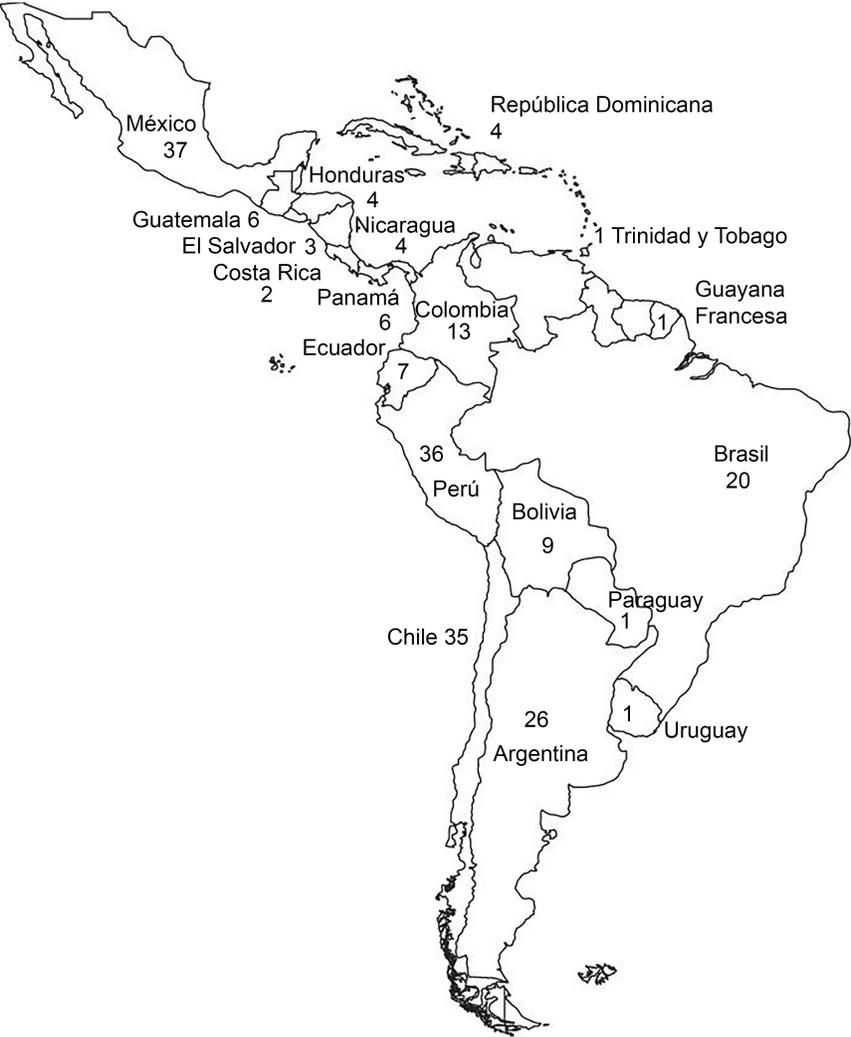 República Dominicana
4
México
37
Honduras
4
Guatemala 6
Nicaragua
4
El Salvador 3
1 Trinidad y Tobago
Costa Rica
2
Panamá
6
Colombia
13
Guayana
Francesa
1
Ecuador
7
36
Perú
Brasil
20
Bolivia
9
Paraguay
1
Chile 35
26
Argentina
1
Uruguay